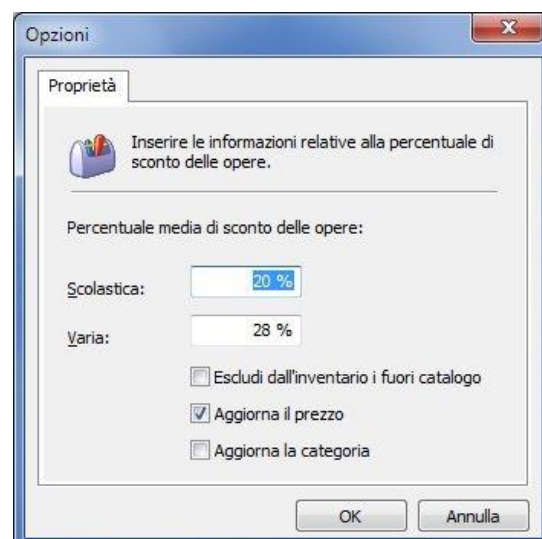 Opzioni
Proprietà
Inserire le informazioni relative alla percentuale di
sconto delle opere.
Percentuale media di sconto delle opere:
Scolastica: 20 %
Varia: 28 %
Escludi dall'inventario i fuori catalogo
Aggiorna il prezzo
Aggiorna la categoria
OK Annulla